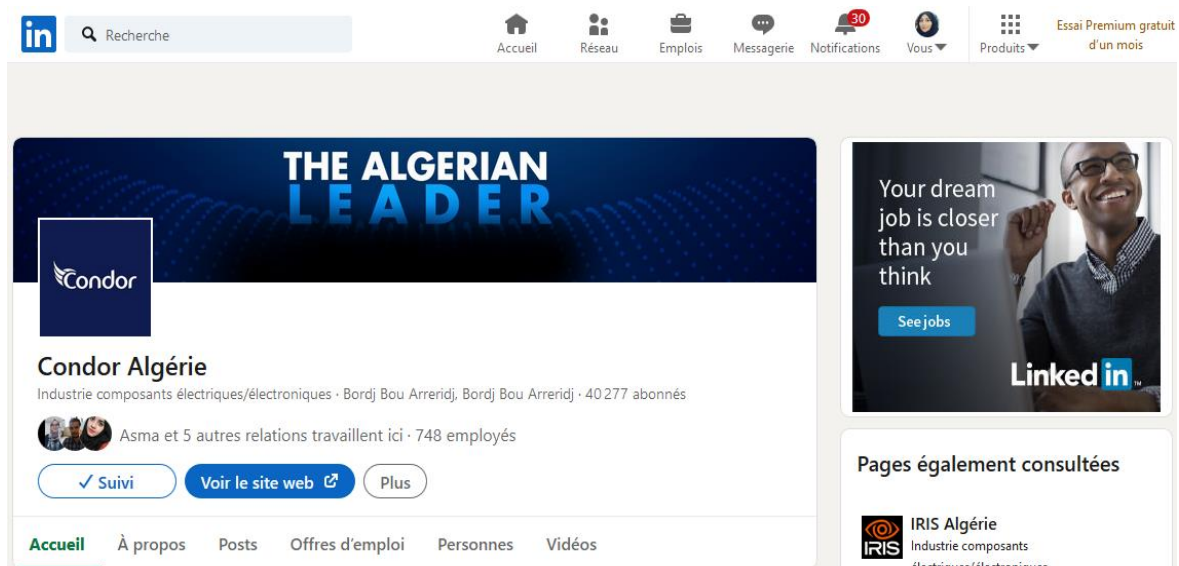 in
Recherche
30
Accueil
Réseau
Emplois
Messagerie
Notifications
Vous
Produits
Essai Premium gratuit
d'un mois
THE ALGERIAN
LEADER
Condor
Condor Algérie
Industrie composants électriques/électroniques · Bordj Bou Arreridj, Bordj Bou Arreridj · 40 277 abonnés
Asma et 5 autres relations travaillent ici · 748 employés
✓ Suivi
Voir le site web
Plus
Accueil
À propos
Posts
Offres d'emploi
Personnes
Vidéos
Your dream
job is closer
than you
think
See jobs
Linked in
Pages également consultées
IRIS
IRIS Algérie
Industrie composants
électriques/électroniques